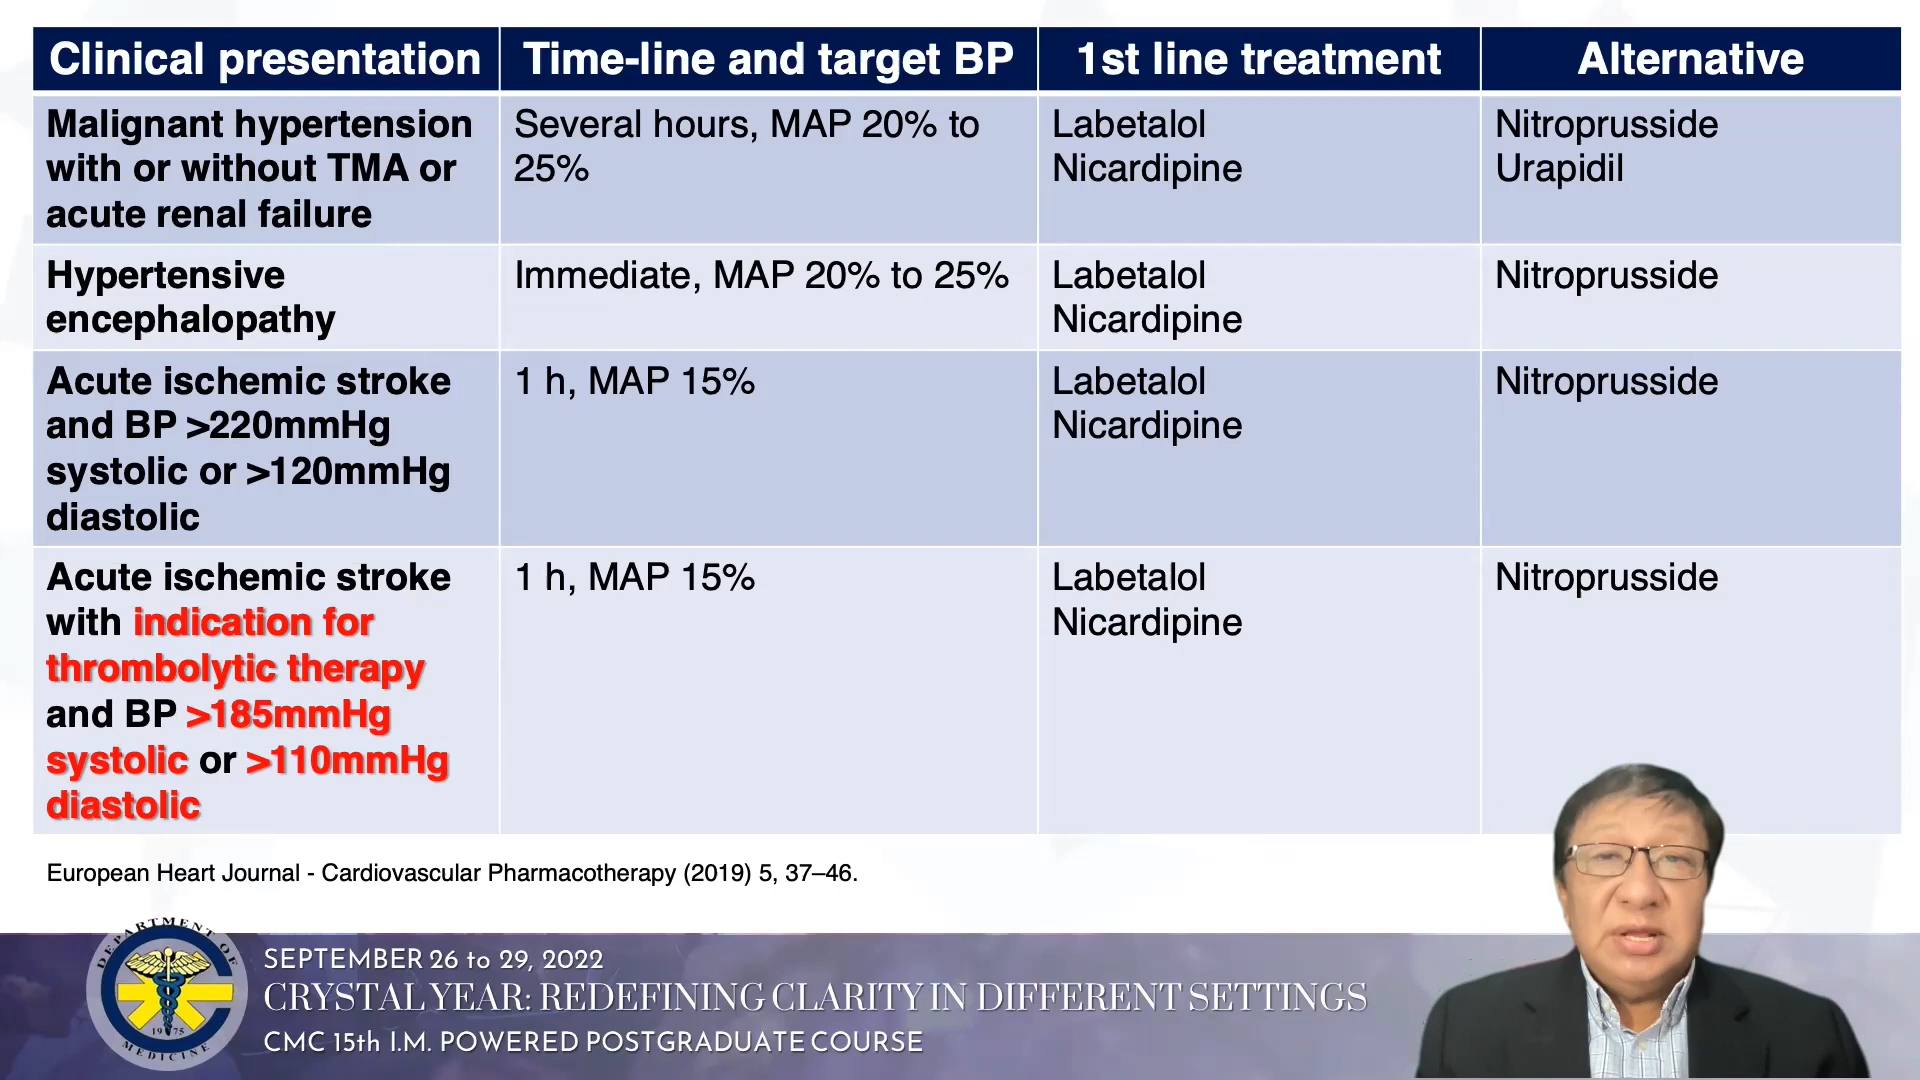 Clinical presentation
Time-line and target BP
1st line treatment
Alternative
Malignant hypertension
with or without TMA or
acute renal failure
Several hours, MAP 20% to
25%
Labetalol
Nicardipine
Nitroprusside
Urapidil
Hypertensive
encephalopathy
Immediate, MAP 20% to 25%
Labetalol
Nicardipine
Nitroprusside
Acute ischemic stroke
and BP >220mmHg
systolic or >120mmHg
diastolic
1 h, MAP 15%
Labetalol
Nicardipine
Nitroprusside
Acute ischemic stroke
with indication for
thrombolytic therapy
and BP >185mmHg
systolic or >110mmHg
diastolic
1 h, MAP 15%
Labetalol
Nicardipine
Nitroprusside
European Heart Journal - Cardiovascular Pharmacotherapy (2019) 5, 37–46.
DEPARTMENT OF
MEDICINE
1975
SEPTEMBER 26 to 29, 2022
CRYSTAL YEAR: REDEFINING CLARITY IN DIFFERENT SETTINGS
CMC 15th I.M. POWERED POSTGRADUATE COURSE